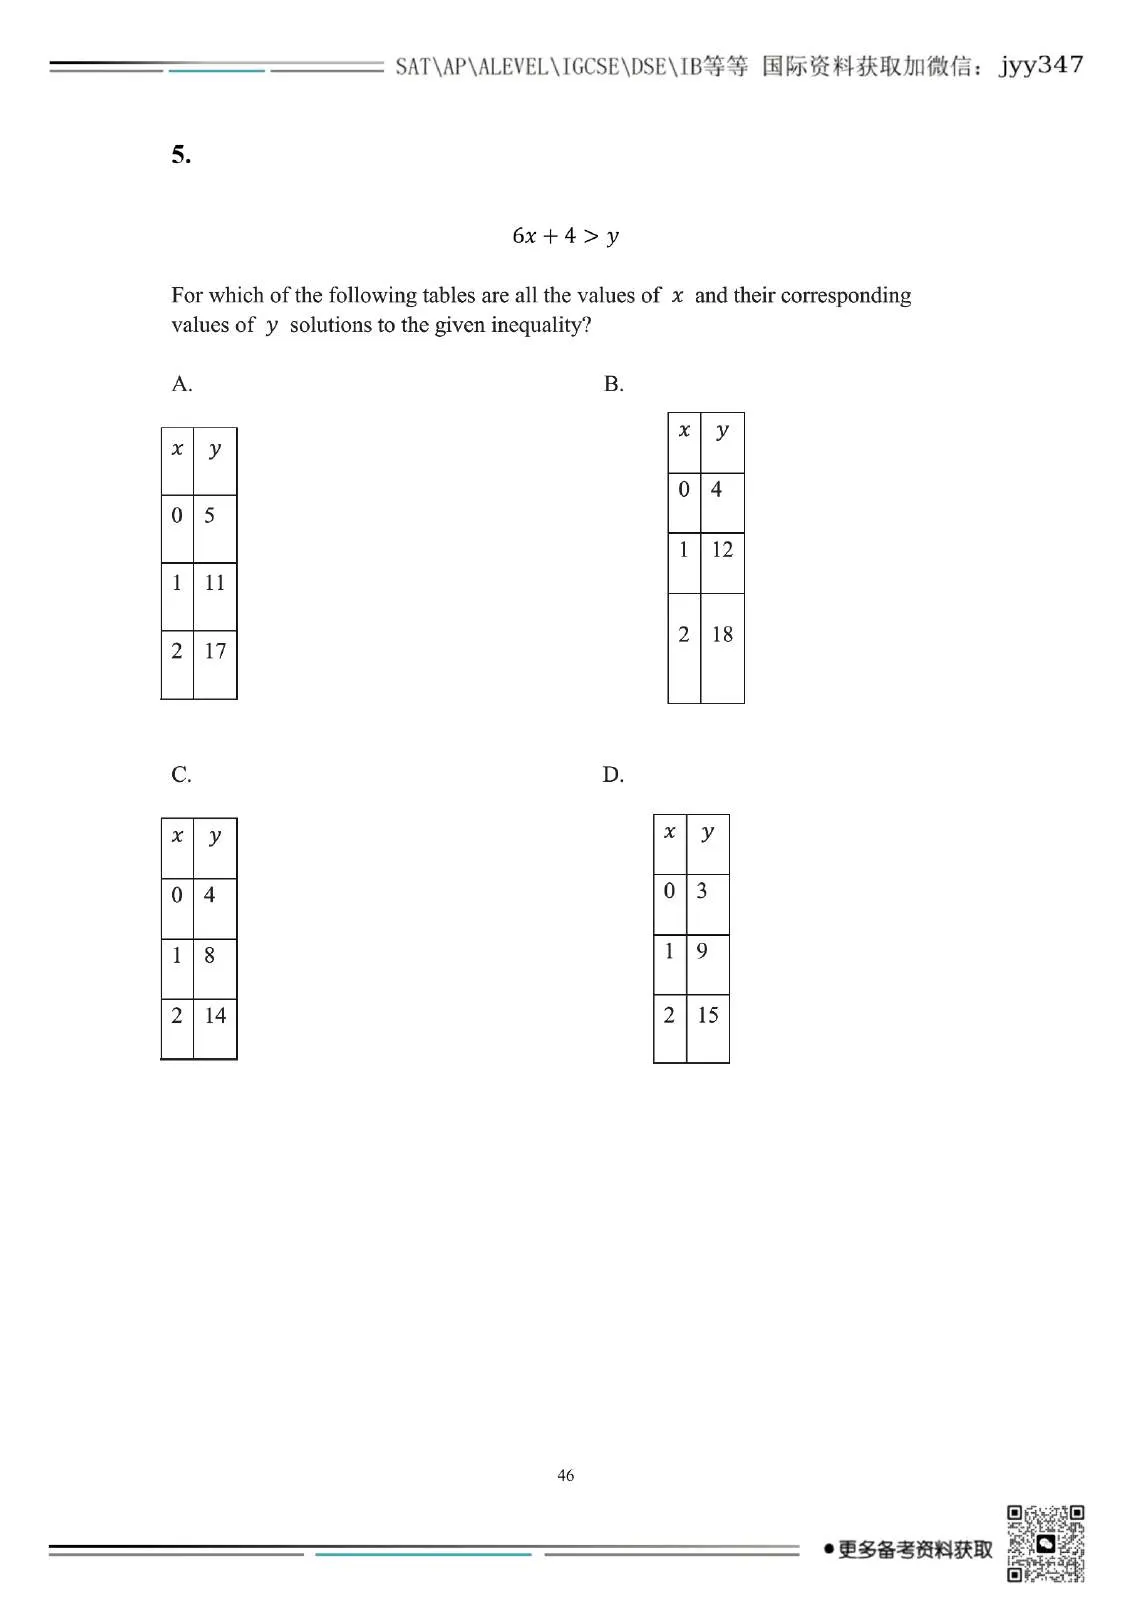 SAT\AP\ALEVEL\IGCSE\DSE\IB等等 国际资料获取加微信：jyy347
5.
6x + 4 > y
For which of the following tables are all the values of x and their corresponding
values of y solutions to the given inequality?
A.
x y
0 5
1 11
2 17
B.
x y
0 4
1 12
2 18
C.
x y
0 4
1 8
2 14
D.
x y
0 3
1 9
2 15
46
●更多备考资料获取